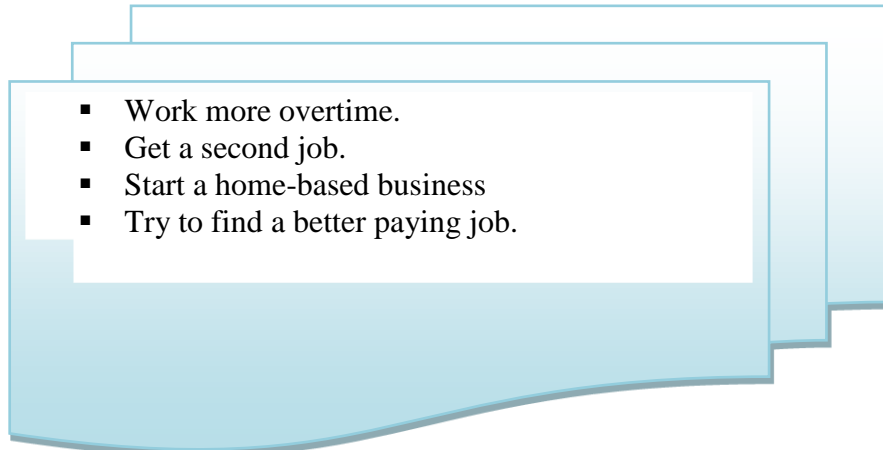 ▪ Work more overtime.
▪ Get a second job.
▪ Start a home-based business
▪ Try to find a better paying job.